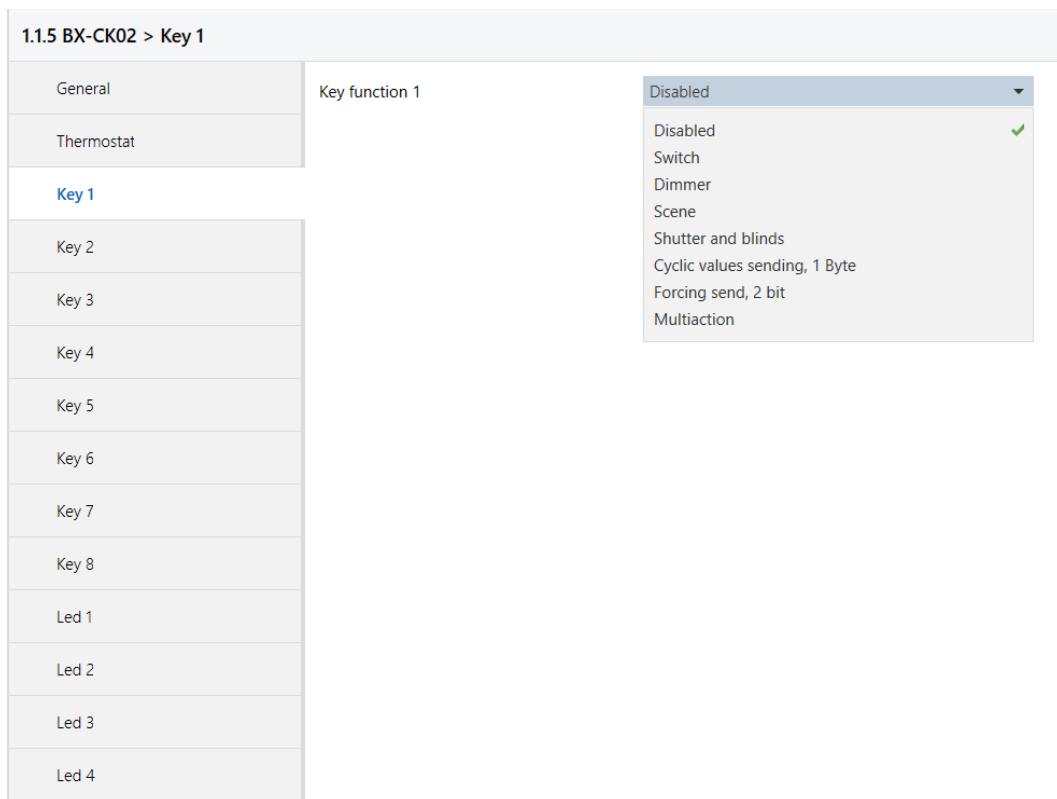 1.1.5 BX-CK02 > Key 1
General
Thermostat
Key 1
Key 2
Key 3
Key 4
Key 5
Key 6
Key 7
Key 8
Led 1
Led 2
Led 3
Led 4
Key function 1
Disabled
Disabled
Switch
Dimmer
Scene
Shutter and blinds
Cyclic values sending, 1 Byte
Forcing send, 2 bit
Multiaction